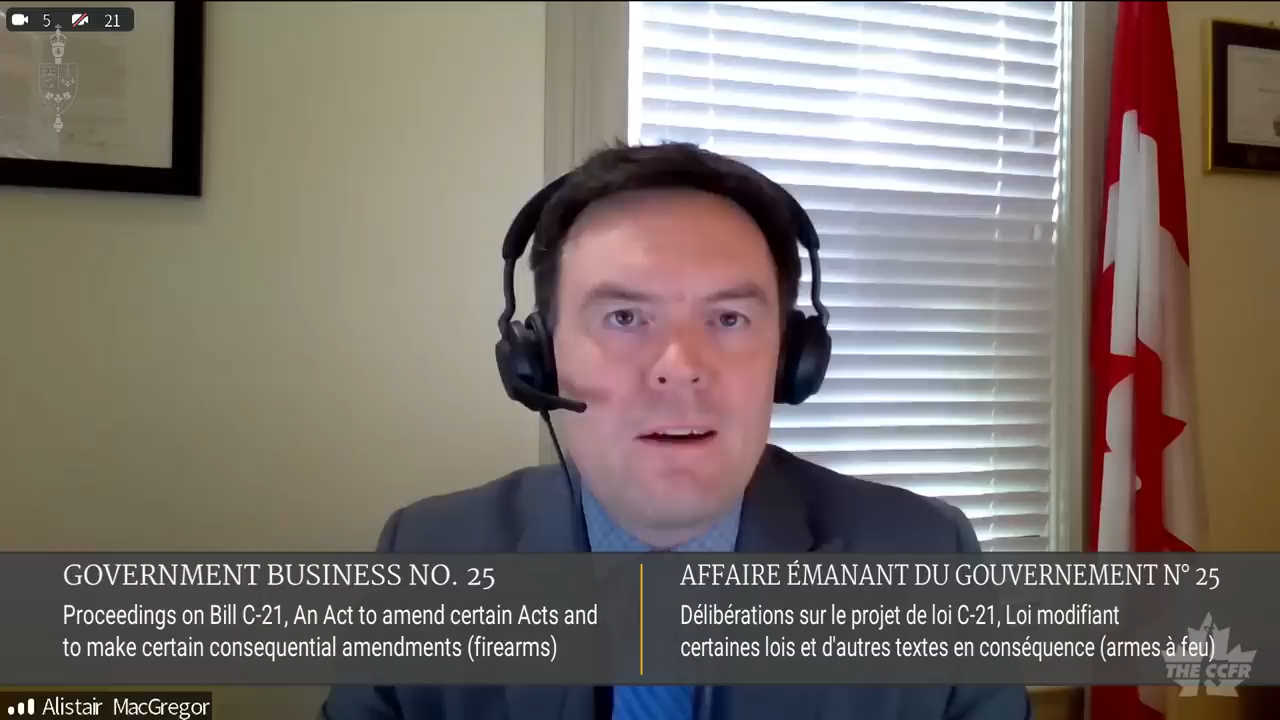 5 21
GOVERNMENT BUSINESS NO. 25
Proceedings on Bill C-21, An Act to amend certain Acts and
to make certain consequential amendments (firearms)
AFFAIRE ÉMANANT DU GOUVERNEMENT N° 25
Délibérations sur le projet de loi C-21, Loi modifiant
certaines lois et d'autres textes en conséquence (armes à feu)
THE CCFR
Alistair MacGregor